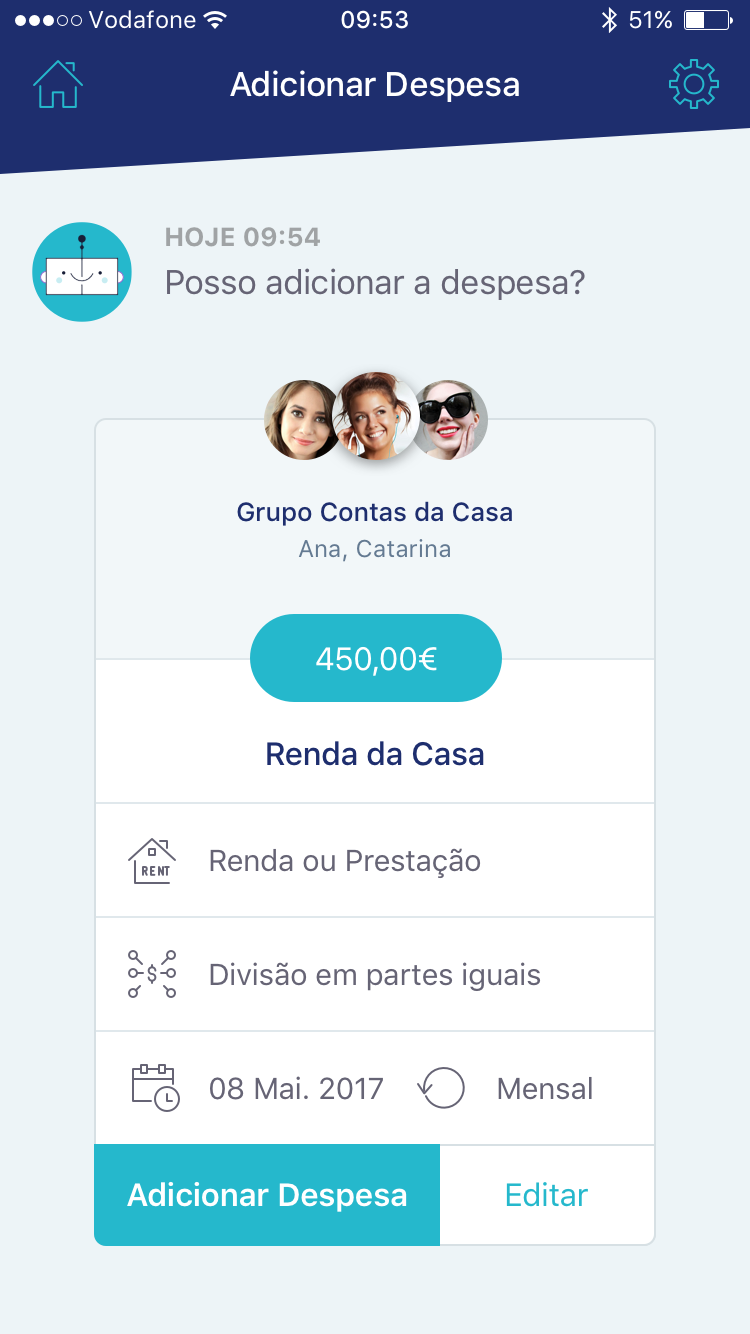 Vodafone 09:53 51%
Adicionar Despesa
HOJE 09:54
Posso adicionar a despesa?
Grupo Contas da Casa
Ana, Catarina
450,00€
Renda da Casa
RENT Renda ou Prestação
$ Divisão em partes iguais
08 Mai. 2017 Mensal
Adicionar Despesa Editar